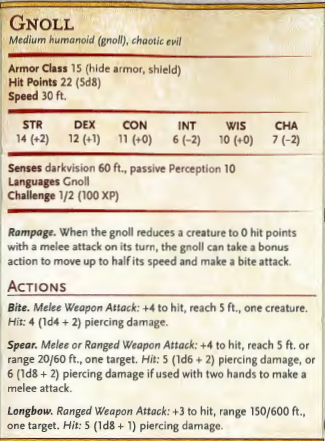 GNOLL
Medium humanoid (gnoll), chaotic evil
Armor Class 15 (hide armor, shield)
Hit Points 22 (5d8)
Speed 30 ft.
STR DEX CON INT WIS CHA
14 (+2) 12 (+1) 11 (+0) 6 (−2) 10 (+0) 7 (−2)
Senses darkvision 60 ft., passive Perception 10
Languages Gnoll
Challenge 1/2 (100 XP)
Rampage. When the gnoll reduces a creature to 0 hit points
with a melee attack on its turn, the gnoll can take a bonus
action to move up to half its speed and make a bite attack.
ACTIONS
Bite. Melee Weapon Attack: +4 to hit, reach 5 ft., one creature.
Hit: 4 (1d4 + 2) piercing damage.
Spear. Melee or Ranged Weapon Attack: +4 to hit, reach 5 ft. or
range 20/60 ft., one target. Hit: 5 (1d6 + 2) piercing damage, or
6 (1d8 + 2) piercing damage if used with two hands to make a
melee attack.
Longbow. Ranged Weapon Attack: +3 to hit, range 150/600 ft.,
one target. Hit: 5 (1d8 + 1) piercing damage.